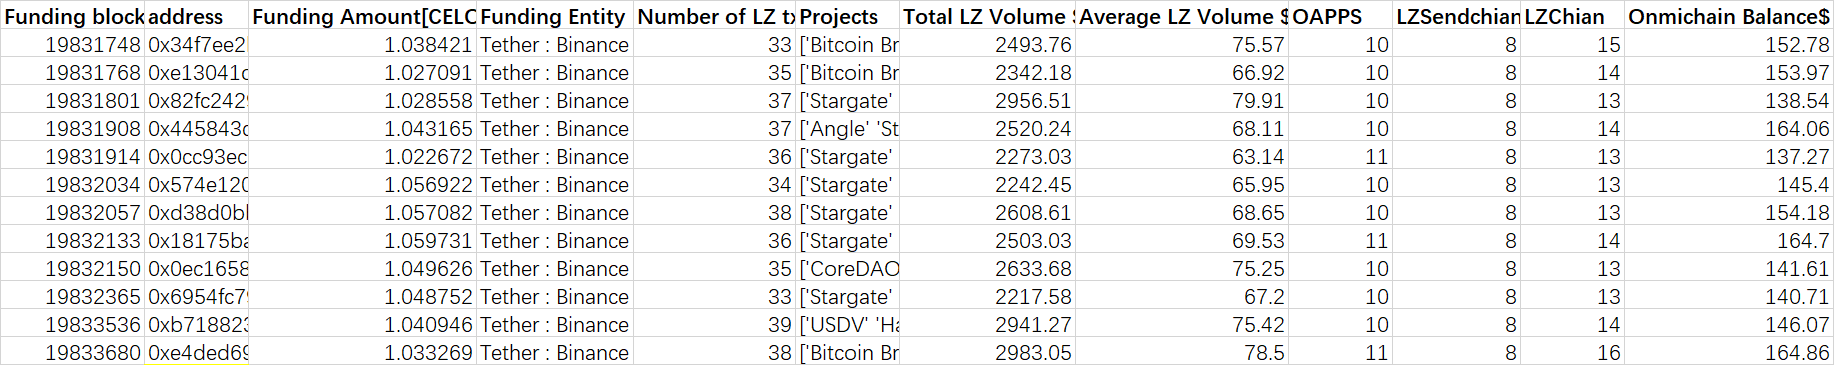 Funding block address Funding Amount[CELO Funding Entity Number of LZ tx Projects Total LZ Volume $ Average LZ Volume $ OAPPS LZSendchian LZChian Onmichain Balance$
19831748 0x34f7ee2 1.038421 Tether : Binance 33 ['Bitcoin Br 2493.76 75.57 10 8 15 152.78
19831768 0xe13041c 1.027091 Tether : Binance 35 ['Bitcoin Br 2342.18 66.92 10 8 14 153.97
19831801 0x82fc242 1.028558 Tether : Binance 37 ['Stargate' 2956.51 79.91 10 8 13 138.54
19831908 0x445843c 1.043165 Tether : Binance 37 ['Angle' 'St 2520.24 68.11 10 8 14 164.06
19831914 0x0cc93ec 1.022672 Tether : Binance 36 ['Stargate' 2273.03 63.14 11 8 13 137.27
19832034 0x574e120 1.056922 Tether : Binance 34 ['Stargate' 2242.45 65.95 10 8 13 145.4
19832057 0xd38d0b 1.057082 Tether : Binance 38 ['Stargate' 2608.61 68.65 10 8 13 154.18
19832133 0x18175ba 1.059731 Tether : Binance 36 ['Stargate' 2503.03 69.53 11 8 14 164.7
19832150 0x0ec1658 1.049626 Tether : Binance 35 ['CoreDAO 2633.68 75.25 10 8 13 141.61
19832365 0x6954fc7 1.048752 Tether : Binance 33 ['Stargate' 2217.58 67.2 10 8 13 140.71
19833536 0xb71882 1.040946 Tether : Binance 39 ['USDV' 'Ha 2941.27 75.42 10 8 14 146.07
19833680 0xe4ded69 1.033269 Tether : Binance 38 ['Bitcoin Br 2983.05 78.5 11 8 16 164.86